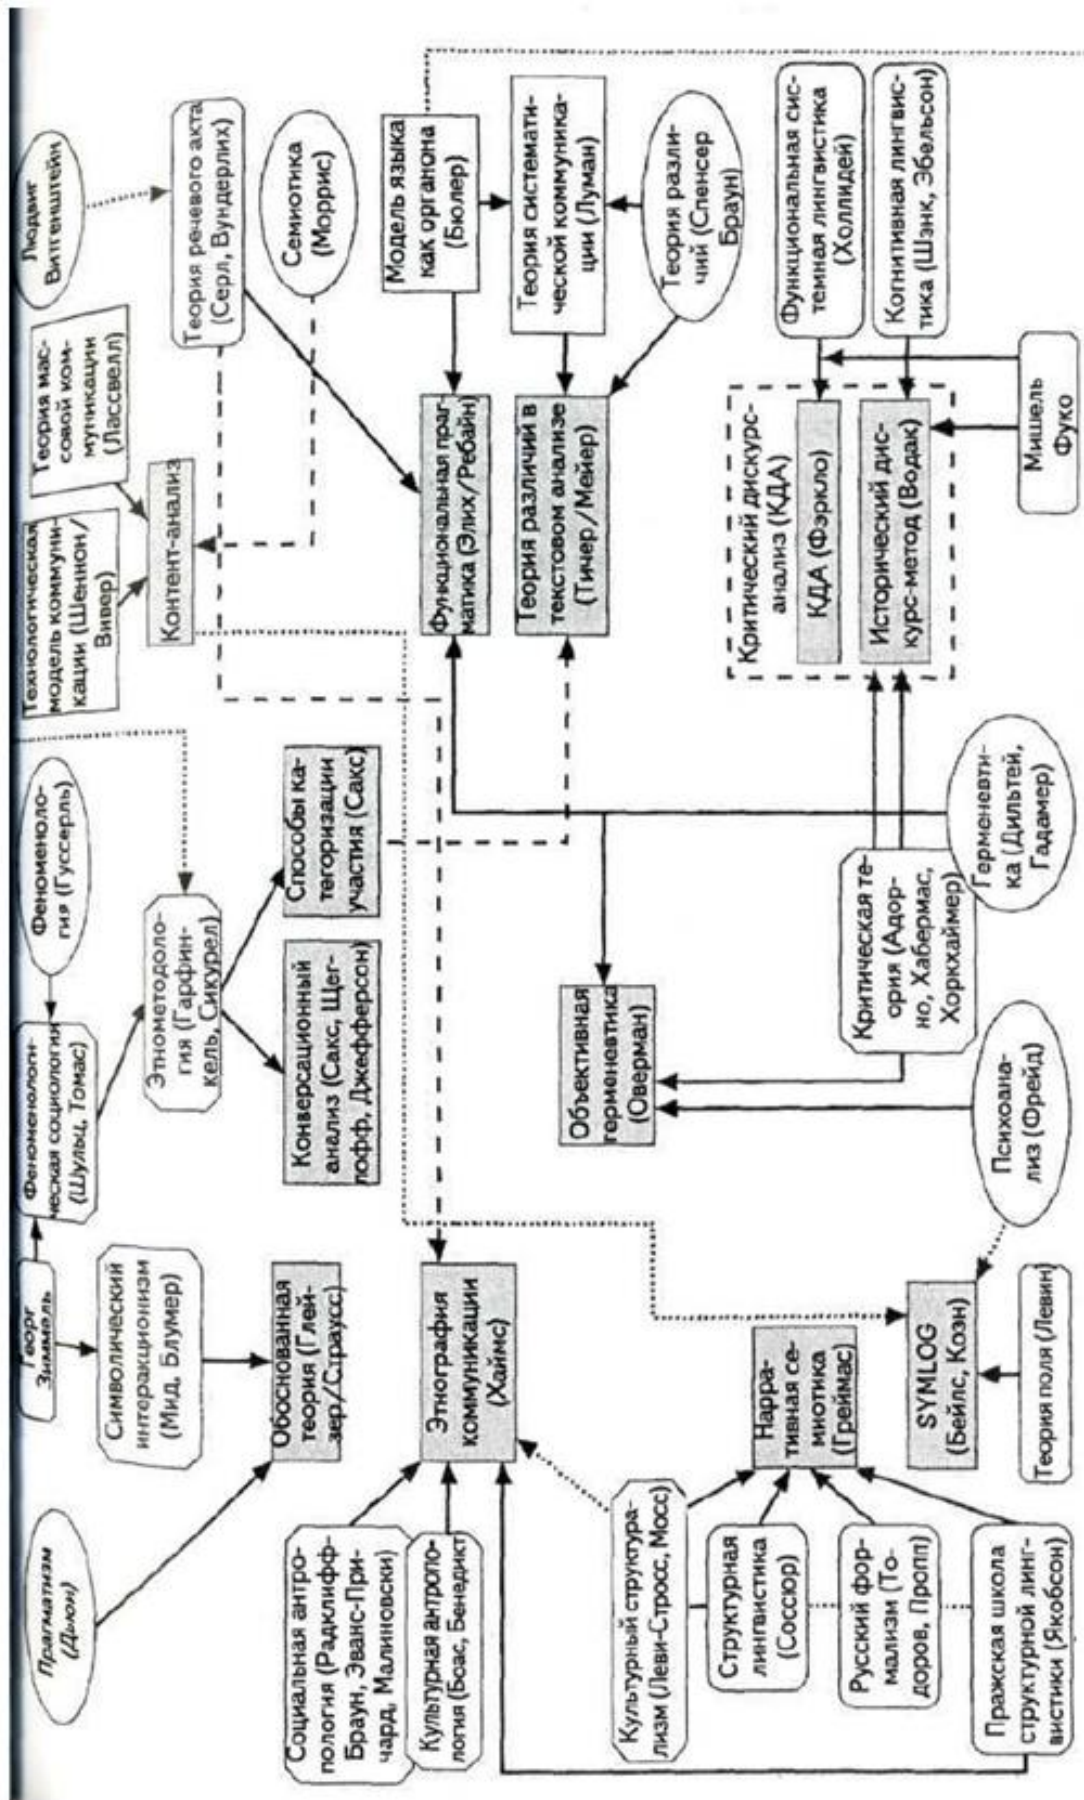 Прагматизм
(Дьюи)
Георг
Зиммель
Феноменологи-
ческая социология
(Шульц, Томас)
Феноменоло-
гия (Гуссерль)
Технологическая
модель коммуни-
кации (Шеннон/
Вивер)
Теория мас-
совой ком-
муникации
(Лассвелл)
Людвиг
Витгенштейн
Символический
интеракционизм
(Мид, Блумер)
Этнометодоло-
гия (Гарфин-
кель, Сикурел)
Контент-анализ
Теория речевого акта
(Серл, Вундерлих)
Обоснованная
теория (Глей-
зер/Страусс)
Конверсационный
анализ (Сакс, Щег-
лофф, Джефферсон)
Способы ка-
тегоризации
участия (Сакс)
Семиотика
(Моррис)
Социальная антро-
пология (Радклифф-
Браун, Эванс-При-
чард, Малиновски)
Культурная антропо-
логия (Боас, Бенедикт)
Этнография
коммуникации
(Хаймс)
Функциональная праг-
матика (Элих/Ребайн)
Модель языка
как органона
(Бюлер)
Теория различий в
текстовом анализе
(Тичер/Мейер)
Теория системати-
ческой коммуника-
ции (Луман)
Объективная
герменевтика
(Оверман)
Теория разли-
чий (Спенсер
Браун)
Культурный структура-
лизм (Леви-Стросс, Мосс)
Структурная
лингвистика
(Соссюр)
Нарра-
тивная се-
миотика
(Греймас)
Критический дискурс-
анализ (КДА)
КДА (Фэркло)
Функциональная сис-
темная лингвистика
(Холлидей)
Русский фор-
мализм (То-
доров, Пропп)
Критическая те-
ория (Адор-
но, Хабермас,
Хоркхаймер)
Исторический дис-
курс-метод (Водак)
Когнитивная лингвис-
тика (Шэнк, Эбельсон)
SYMLOG
(Бейлс, Коэн)
Пражская школа
структурной линг-
вистики (Якобсон)
Теория поля (Левин)
Психоана-
лиз (Фрейд)
Герменевти-
ка (Дильтей,
Гадамер)
Мишель
Фуко